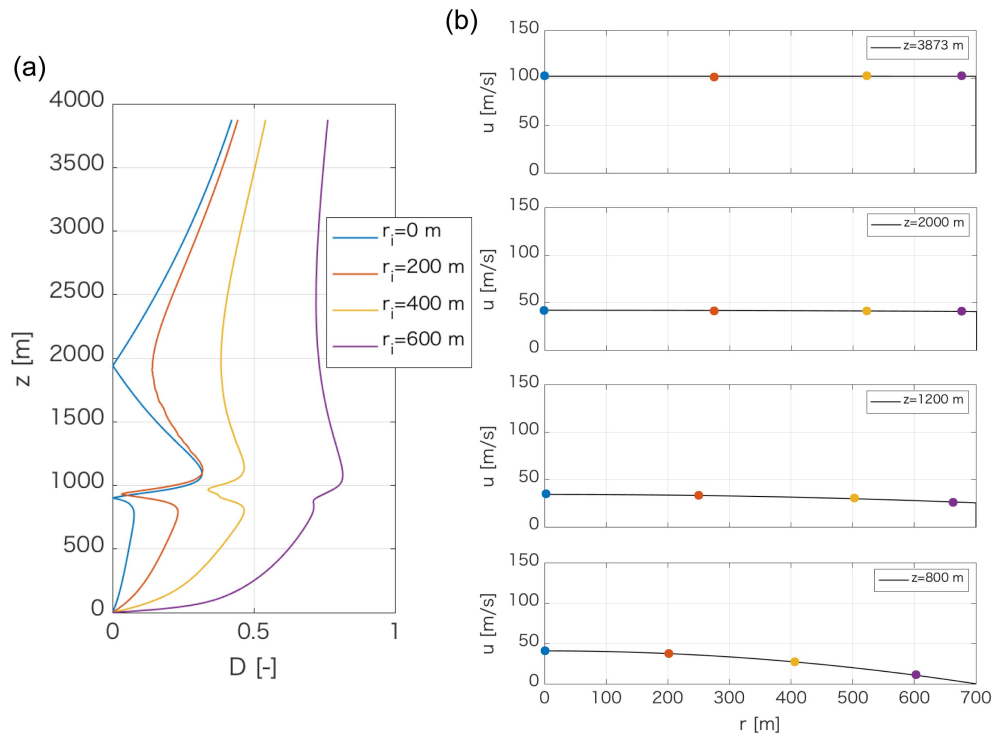 (a)
4000
3500
3000
2500
2000
1500
1000
500
0
z [m]
0
0.5
1
D [-]
r_i=0 m
r_i=200 m
r_i=400 m
r_i=600 m
(b)
150
100
50
0
u [m/s]
z=3873 m
150
100
50
0
u [m/s]
z=2000 m
150
100
50
0
u [m/s]
z=1200 m
150
100
50
0
u [m/s]
z=800 m
0
100
200
300
400
500
600
700
r [m]